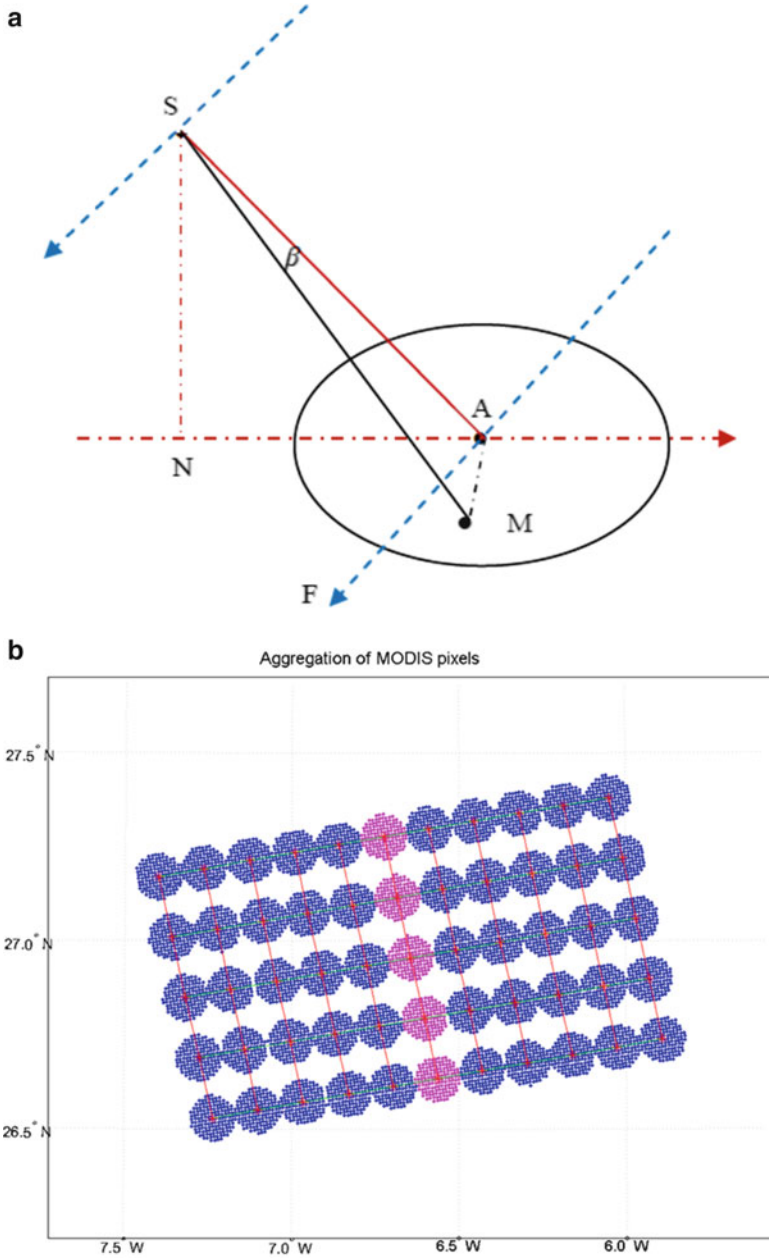 a
S
β
A
N
M
F
b
Aggregation of MODIS pixels
27.5° N
27.0° N
26.5° N
7.5° W
7.0° W
6.5° W
6.0° W